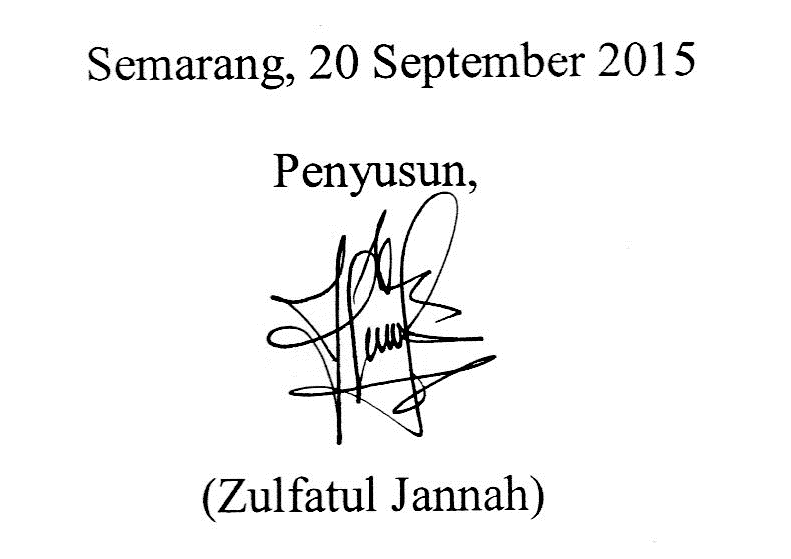 Semarang, 20 September 2015
Penyusun,
(Zulfatul Jannah)